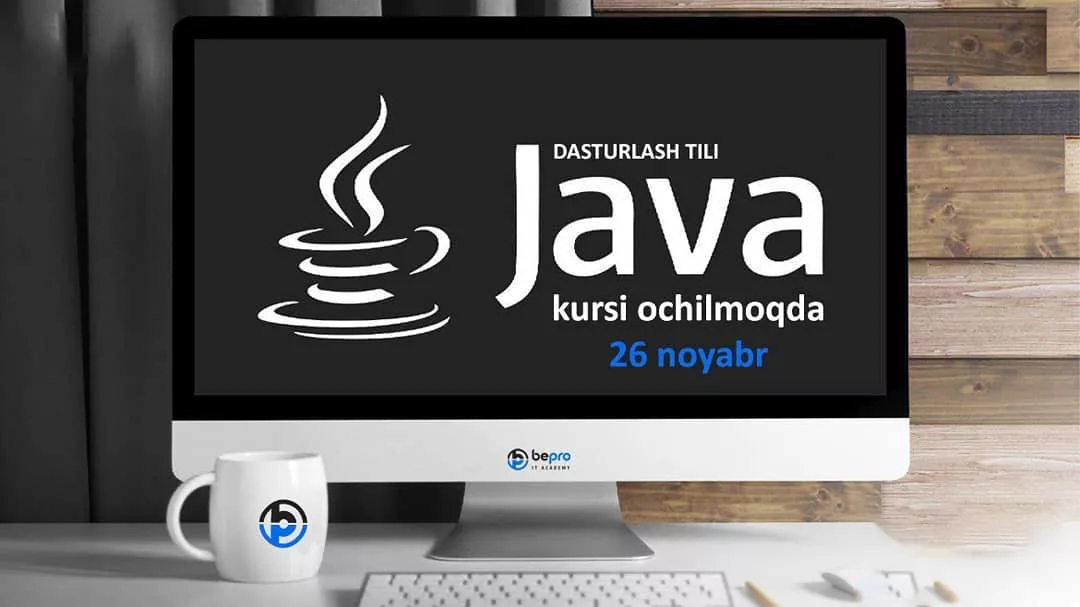 DASTURLASH TILI
Java
kursi ochilmoqda
26 noyabr
bepro
IT ACADEMY